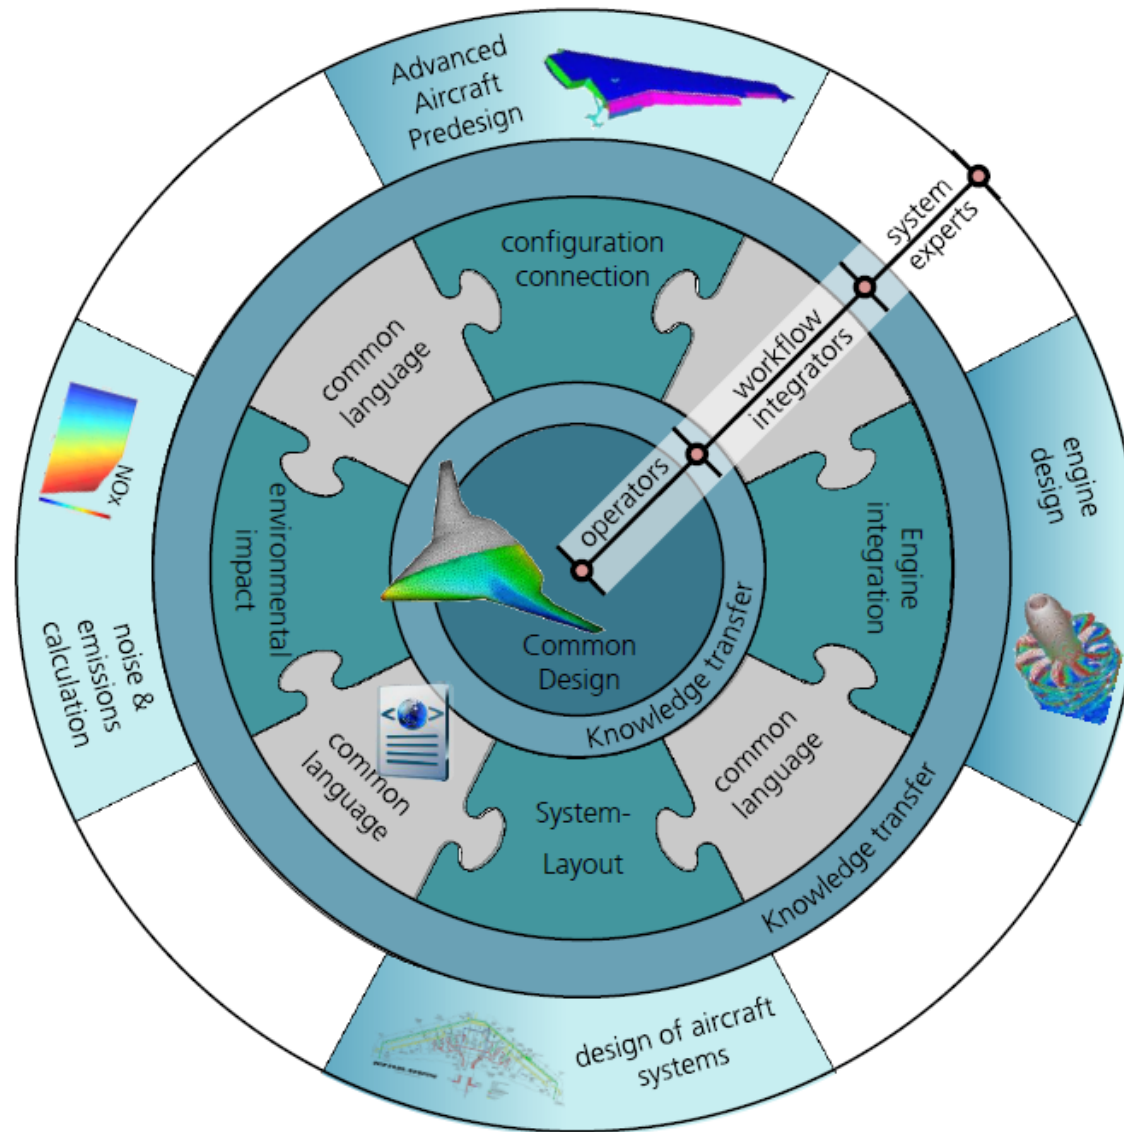 Advanced
Aircraft
Predesign
system
experts
configuration
connection
common
language
workflow
integrators
operators
engine
design
NOx
environmental
impact
Engine
integration
noise &
emissions
calculation
Common
Design
Knowledge transfer
common
language
System-
Layout
common
language
Knowledge transfer
design of aircraft
systems